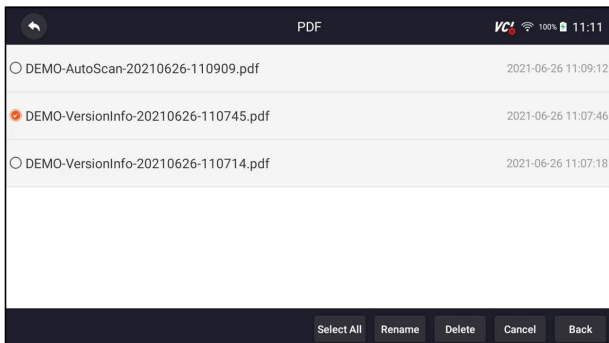 PDF VCI 100% 11:11
DEMO-AutoScan-20210626-110909.pdf 2021-06-26 11:09:12
DEMO-VersionInfo-20210626-110745.pdf 2021-06-26 11:07:46
DEMO-VersionInfo-20210626-110714.pdf 2021-06-26 11:07:18
Select All Rename Delete Cancel Back